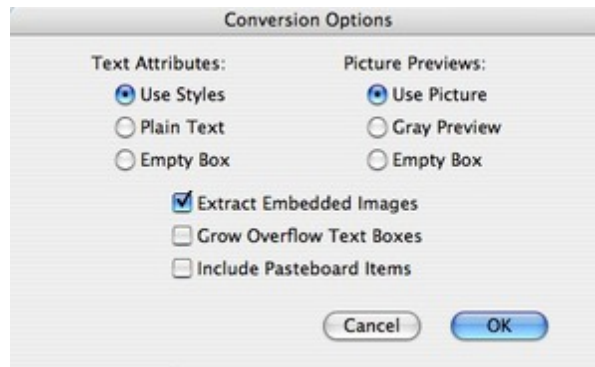 Conversion Options
Text Attributes: Picture Previews:
Use Styles Use Picture
Plain Text Gray Preview
Empty Box Empty Box
Extract Embedded Images
Grow Overflow Text Boxes
Include Pasteboard Items
Cancel OK